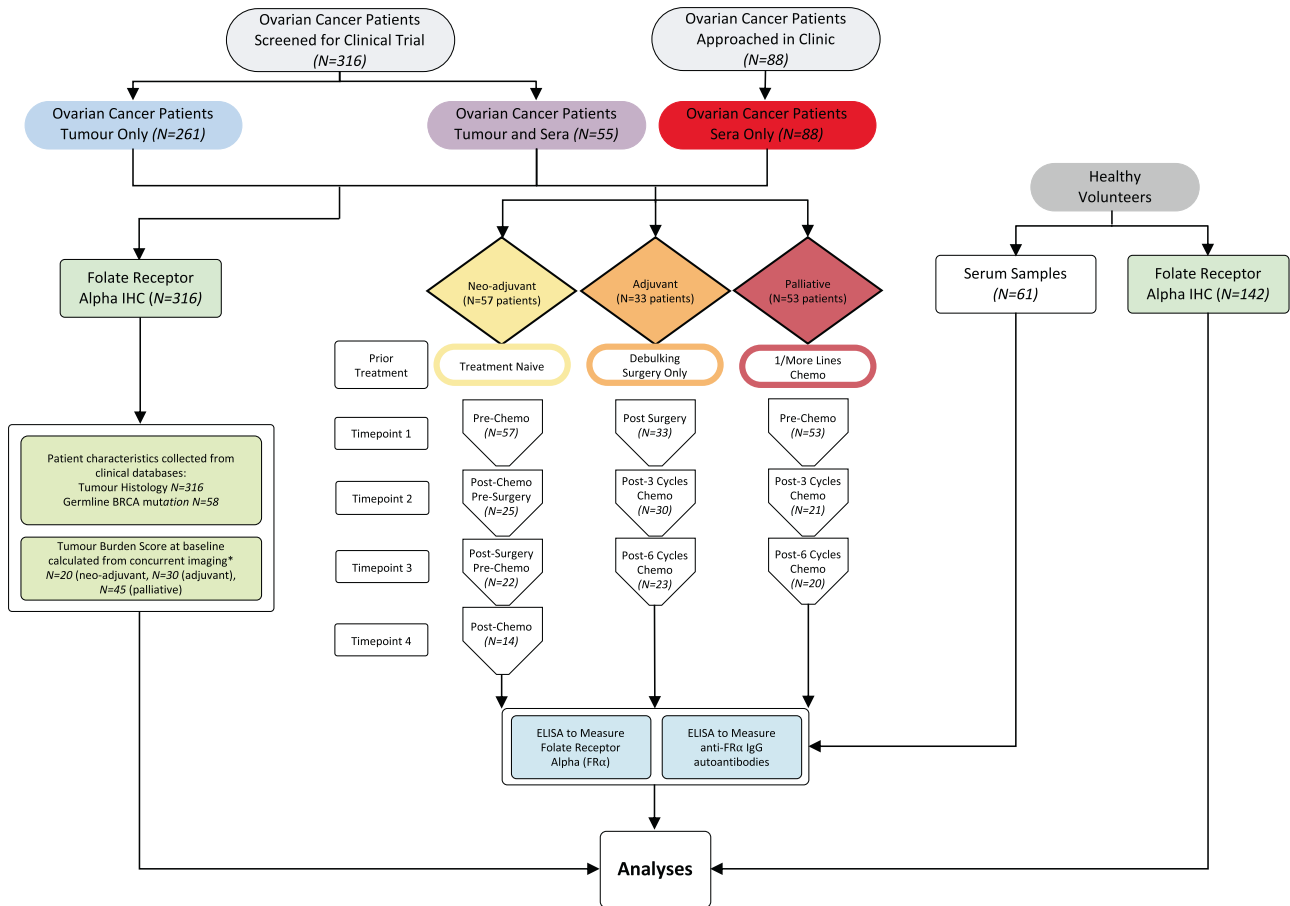 Ovarian Cancer Patients
Screened for Clinical Trial
(N=316)
Ovarian Cancer Patients
Approached in Clinic
(N=88)
Ovarian Cancer Patients
Tumour Only (N=261)
Ovarian Cancer Patients
Tumour and Sera (N=55)
Ovarian Cancer Patients
Sera Only (N=88)
Healthy
Volunteers
Folate Receptor
Alpha IHC (N=316)
Neo-adjuvant
(N=57 patients)
Adjuvant
(N=33 patients)
Palliative
(N=53 patients)
Serum Samples
(N=61)
Folate Receptor
Alpha IHC (N=142)
Prior
Treatment
Treatment Naive
Debulking
Surgery Only
1/More Lines
Chemo
Timepoint 1
Pre-Chemo
(N=57)
Post Surgery
(N=33)
Pre-Chemo
(N=53)
Patient characteristics collected from
clinical databases:
Tumour Histology N=316
Germline BRCA mutation N=58
Timepoint 2
Post-Chemo
Pre-Surgery
(N=25)
Post-3 Cycles
Chemo
(N=30)
Post-3 Cycles
Chemo
(N=21)
Tumour Burden Score at baseline
calculated from concurrent imaging*
N=20 (neo-adjuvant, N=30 (adjuvant),
N=45 (palliative)
Timepoint 3
Post-Surgery
Pre-Chemo
(N=22)
Post-6 Cycles
Chemo
(N=23)
Post-6 Cycles
Chemo
(N=20)
Timepoint 4
Post-Chemo
(N=14)
ELISA to Measure
Folate Receptor
Alpha (FRα)
ELISA to Measure
anti-FRα IgG
autoantibodies
Analyses